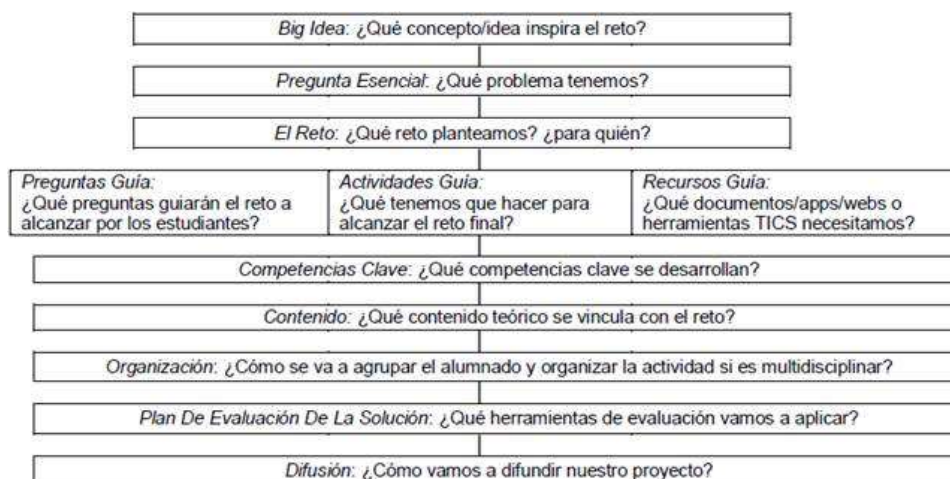 Big Idea: ¿Qué concepto/idea inspira el reto?
Pregunta Esencial: ¿Qué problema tenemos?
El Reto: ¿Qué reto planteamos? ¿para quién?
Preguntas Guía:
¿Qué preguntas guiarán el reto a
alcanzar por los estudiantes?
Actividades Guía:
¿Qué tenemos que hacer para
alcanzar el reto final?
Recursos Guía:
¿Qué documentos/apps/webs o
herramientas TICS necesitamos?
Competencias Clave: ¿Qué competencias clave se desarrollan?
Contenido: ¿Qué contenido teórico se vincula con el reto?
Organización: ¿Cómo se va a agrupar el alumnado y organizar la actividad si es multidisciplinar?
Plan De Evaluación De La Solución: ¿Qué herramientas de evaluación vamos a aplicar?
Difusión: ¿Cómo vamos a difundir nuestro proyecto?